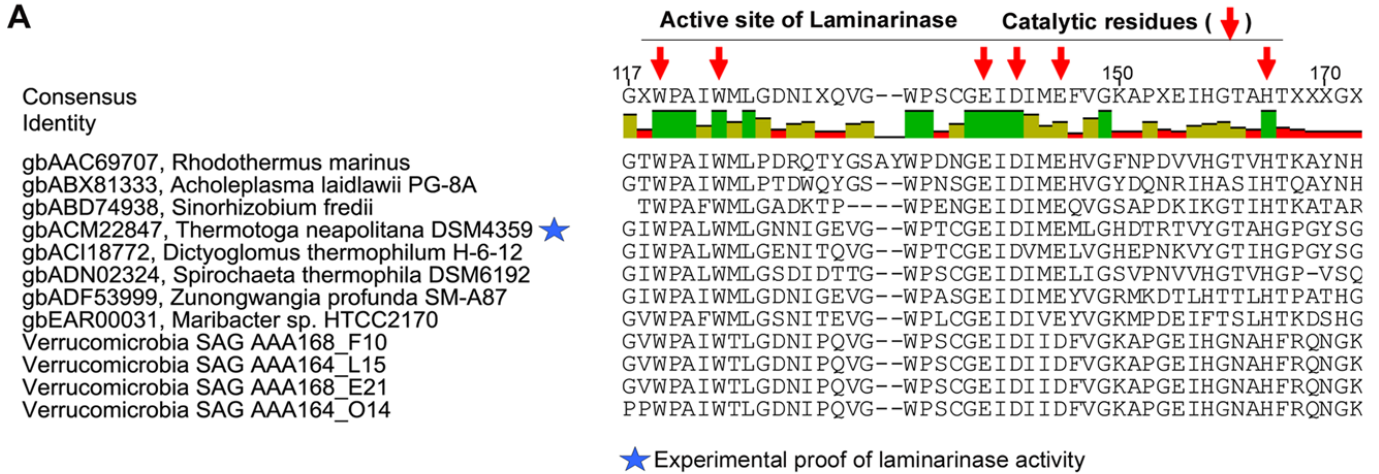 A
Active site of Laminarinase Catalytic residues ( )
117 150 170
Consensus GXWPAIWMLGDNIXQVG--WPSCGEIDIMEFVGKAPXEIHGTAHTXXXGX
Identity
gbAAC69707, Rhodothermus marinus GTWPAIWMLPDRQTYGSAYWPDNGEIDIMEHVGFNPDVVHGTVHTKAYNH
gbABX81333, Acholeplasma laidlawii PG-8A GTWPAIWMLPTDWQYGS--WPNSGEIDIMEHVGYDQNRIHASIHTQAYNH
gbABD74938, Sinorhizobium fredii TWPAFWMLGADKTP----WPENGEIDIMEQVGSAPDKIKGTIHTKATAR
gbACM22847, Thermotoga neapolitana DSM4359 GIWPALWMLGNNIGEVG--WPTCGEIDIMEMLGHDTRTVYGTAHGPGYSG
gbACI18772, Dictyoglomus thermophilum H-6-12 GLWPALWMLGENITQVG--WPTCGEIDVMELVGHEPNKVYGTIHGPGYSG
gbADN02324, Spirochaeta thermophila DSM6192 GIWPALWMLGSDIDTTG--WPSCGEIDIMELIGSVPNVVHGTVHGP-VSQ
gbADF53999, Zunongwangia profunda SM-A87 GIWPAIWMLGDNIGEVG--WPASGEIDIMEYVGRMKDTLHTTLHTPATHG
gbEAR00031, Maribacter sp. HTCC2170 GVWPAFWMLGSNITEVG--WPLCGEIDIVEYVGKMPDEIFTSLHTKDSHG
Verrucomicrobia SAG AAA168_F10 GVWPAIWTLGDNIPQVG--WPSCGEIDIIDFVGKAPGEIHGNAHFRQNGK
Verrucomicrobia SAG AAA164_L15 GVWPAIWTLGDNIPQVG--WPSCGEIDIIDFVGKAPGEIHGNAHFRQNGK
Verrucomicrobia SAG AAA168_E21 GVWPAIWTLGDNIPQVG--WPSCGEIDIIDFVGKAPGEIHGNAHFRQNGK
Verrucomicrobia SAG AAA164_O14 PPWPAIWTLGDNIPQVG--WPSCGEIDIIDFVGKAPGEIHGNAHFRQNGK
Experimental proof of laminarinase activity